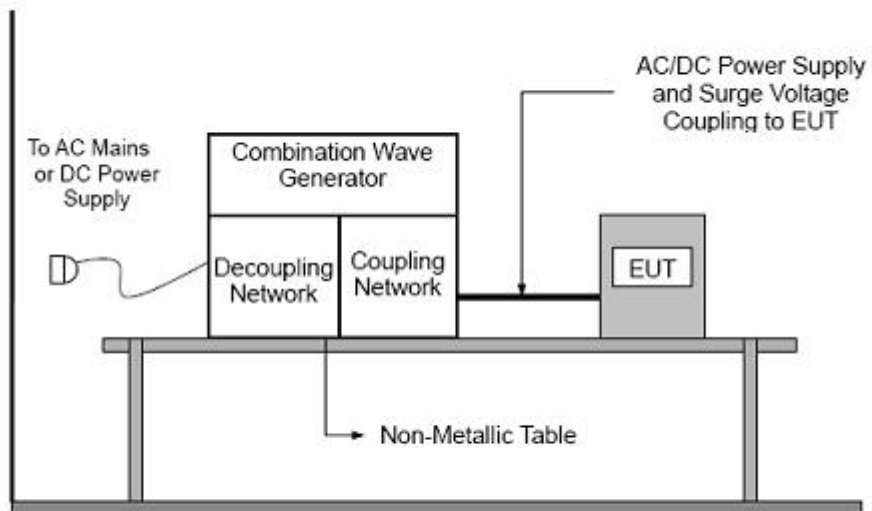 AC/DC Power Supply
and Surge Voltage
Coupling to EUT
To AC Mains
or DC Power
Supply
Combination Wave
Generator
Decoupling
Network
Coupling
Network
EUT
Non-Metallic Table